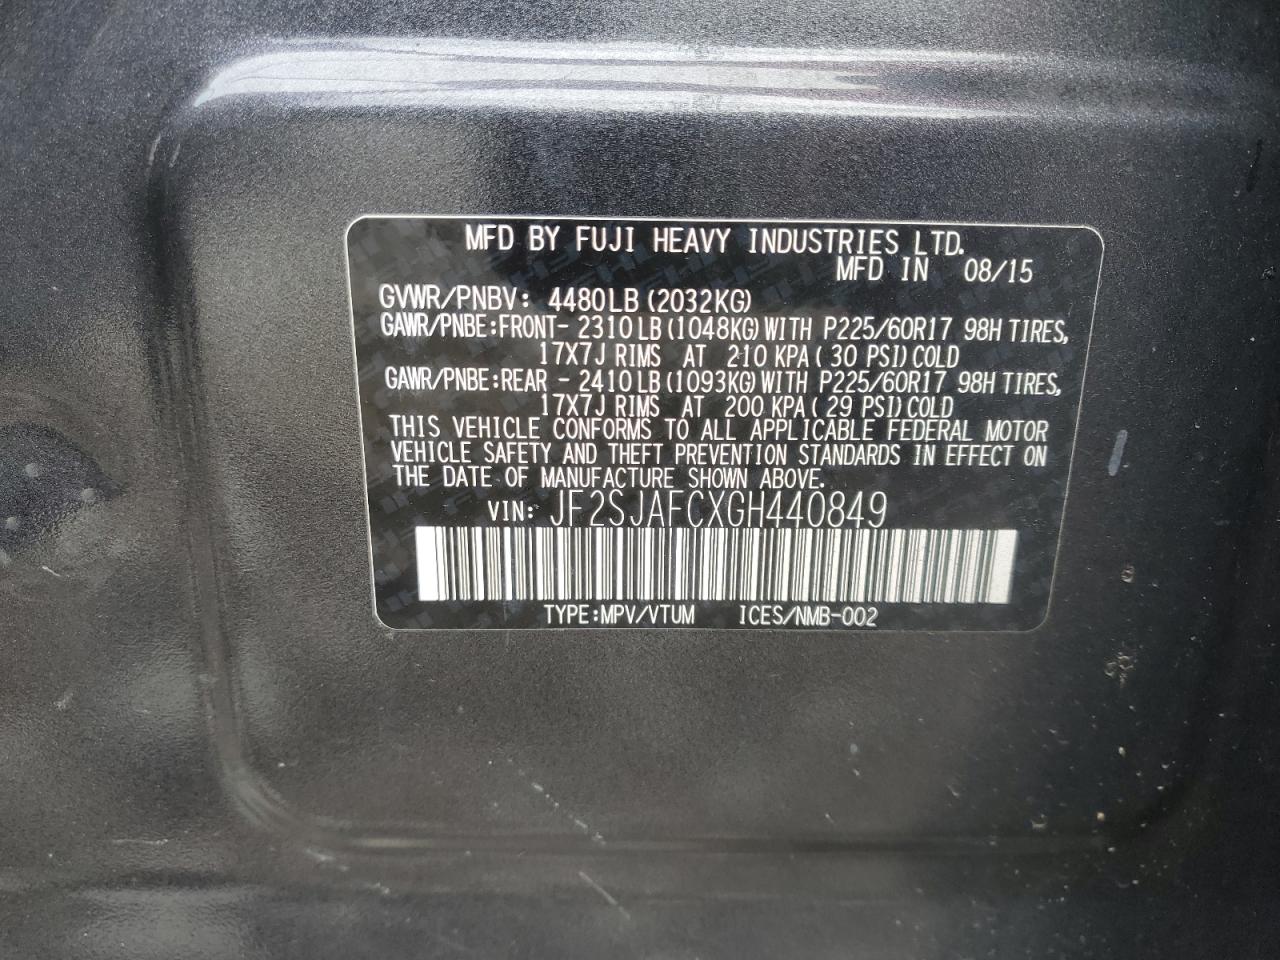 MFD BY FUJI HEAVY INDUSTRIES LTD.
MFD IN 08/15
GVWR/PNBV: 4480LB(2032KG)
GAWR/PNBE:FRONT- 2310LB(1048KG)WITH P225/60R17 98H TIRES,
17X7J RIMS AT 210 KPA(30 PSI)COLD
GAWR/PNBE:REAR - 2410LB(1093KG)WITH P225/60R17 98H TIRES,
17X7J RIMS AT 200 KPA(29 PSI)COLD
THIS VEHICLE CONFORMS TO ALL APPLICABLE FEDERAL MOTOR
VEHICLE SAFETY AND THEFT PREVENTION STANDARDS IN EFFECT ON
THE DATE OF MANUFACTURE SHOWN ABOVE.
VIN: JF2SJAFCXGH440849
TYPE:MPV/VTUM ICES/NMB-002